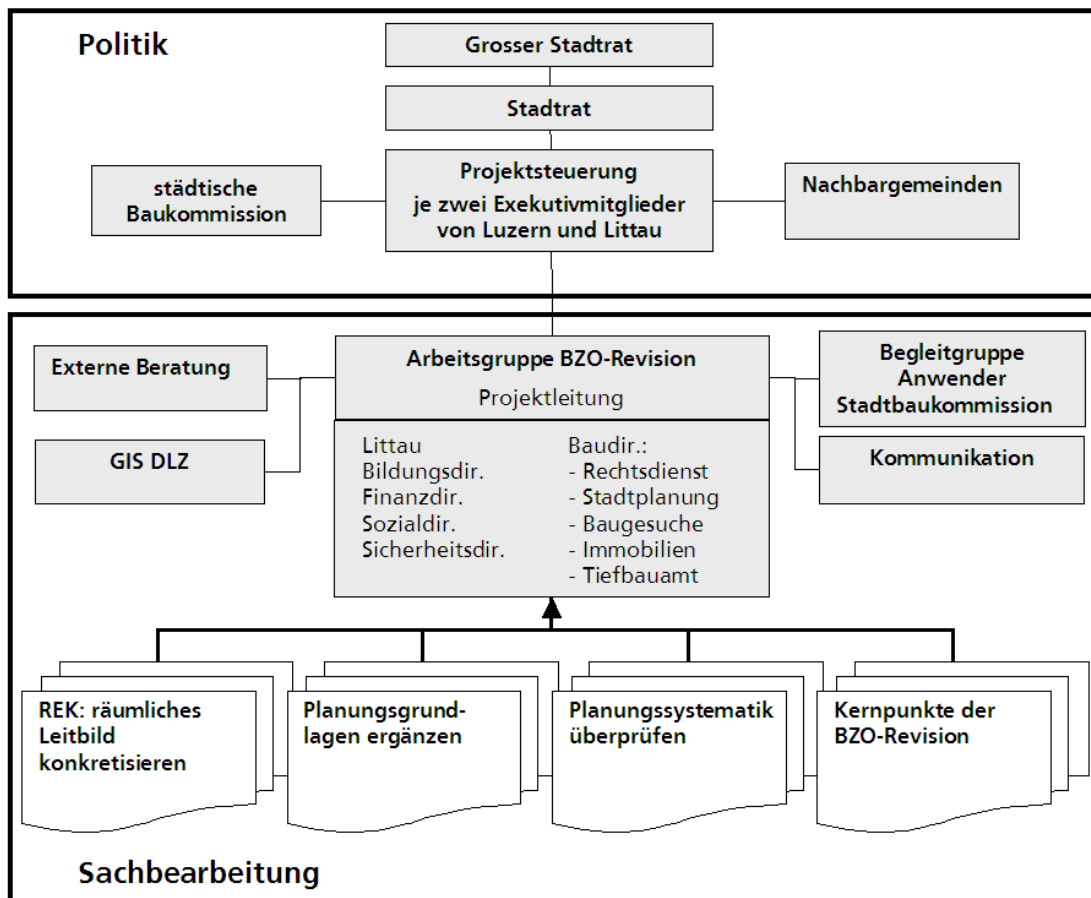 Politik
Grosser Stadtrat
Stadtrat
städtische
Baukommission
Projektsteuerung
je zwei Exekutivmitglieder
von Luzern und Littau
Nachbargemeinden
Externe Beratung
GIS DLZ
Arbeitsgruppe BZO-Revision
Projektleitung
Littau
Bildungsdir.
Finanzdir.
Sozialdir.
Sicherheitsdir.
Baudir.:
- Rechtsdienst
- Stadtplanung
- Baugesuche
- Immobilien
- Tiefbauamt
Begleitgruppe
Anwender
Stadtbaukommission
Kommunikation
REK: räumliches
Leitbild
konkretisieren
Planungsgrund-
lagen ergänzen
Planungssystematik
überprüfen
Kernpunkte der
BZO-Revision
Sachbearbeitung